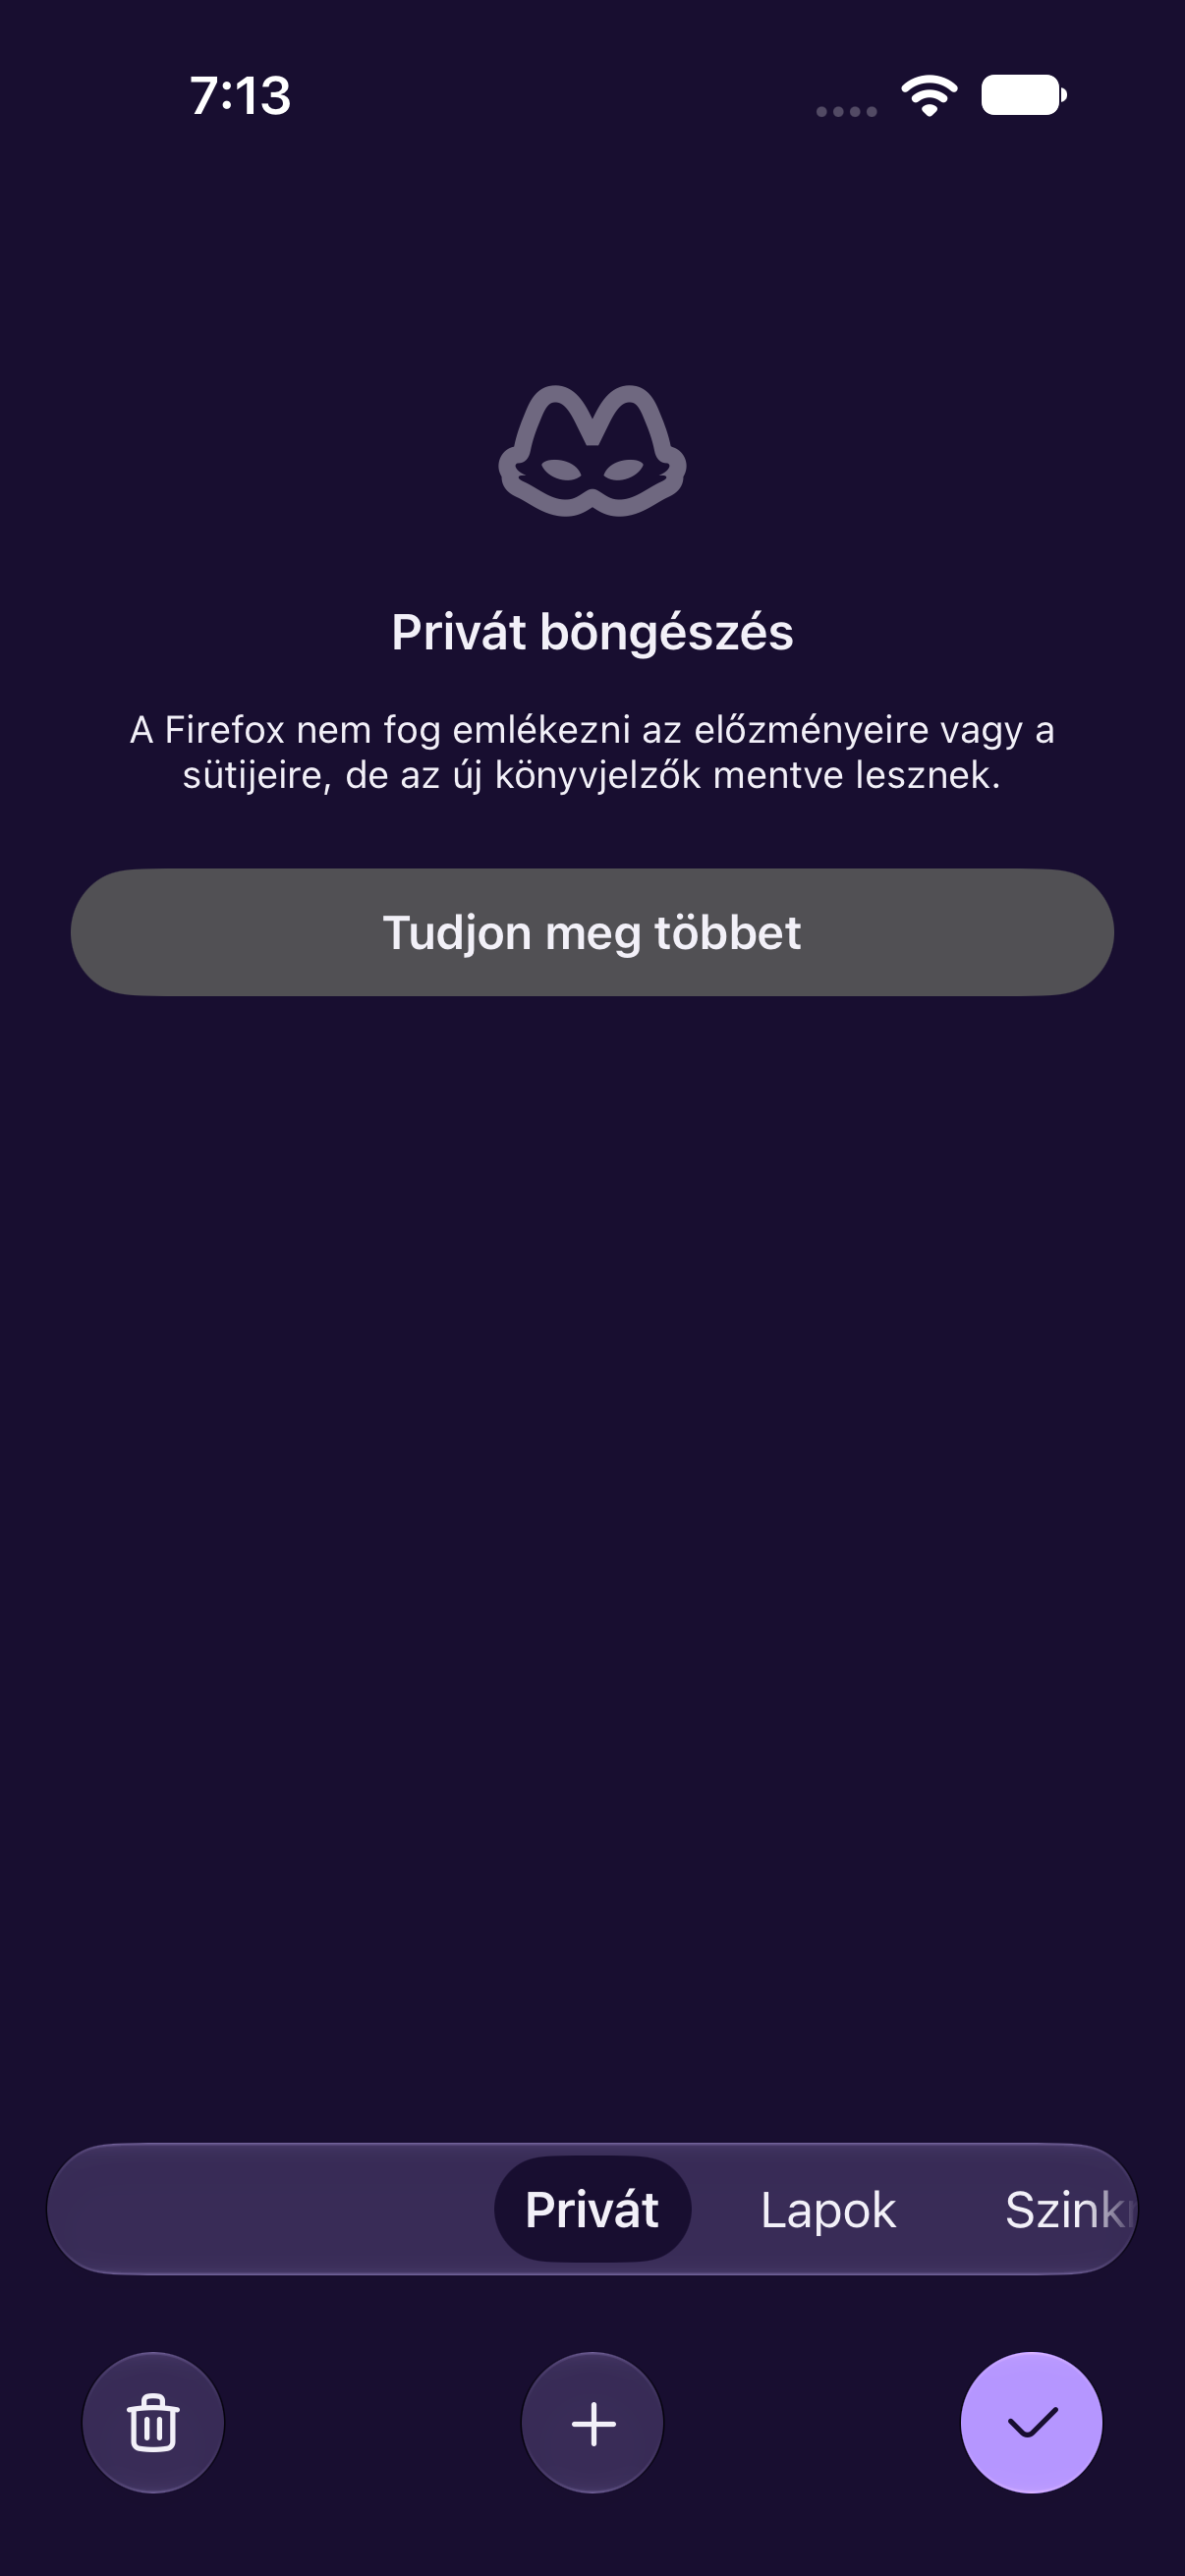 7:13
Privát böngészés
A Firefox nem fog emlékezni az előzményeire vagy a
sütijeire, de az új könyvjelzők mentve lesznek.
Tudjon meg többet
Privát Lapok